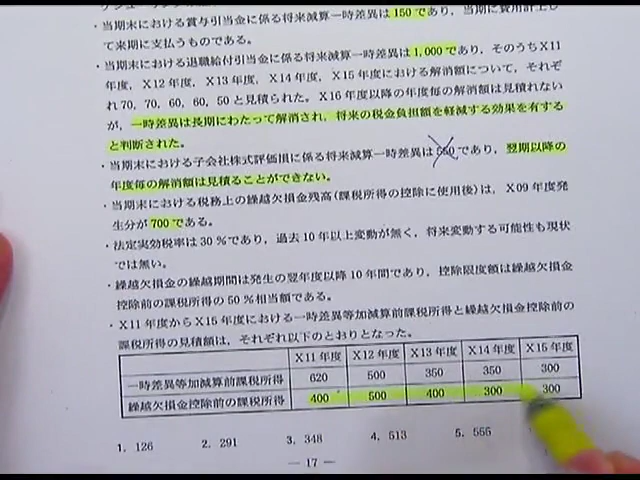 ・当期末における賞与引当金に係る将来減算一時差異は150であり、当期に費用計上し
て来期に支払うものである。
・当期末における退職給付引当金に係る将来減算一時差異は1,000であり、そのうちX11
年度、X12年度、X13年度、X14年度、X15年度における解消額について、それぞ
れ70、70、60、60、50と見積られた。X16年度以降の年度毎の解消額は見積れない
が、一時差異は長期にわたって解消され、将来の税金負担額を軽減する効果を有する
と判断された。
・当期末における子会社株式評価損に係る将来減算一時差異は であり、翌期以降の
年度毎の解消額は見積ることができない。
・当期末における税務上の繰越欠損金残高(課税所得の控除に使用後)は、X09年度発
生分が700である。
・法定実効税率は30%であり、過去10年以上変動が無く、将来変動する可能性も現状
では無い。
・繰越欠損金の繰越期間は発生の翌年度以降10年間であり、控除限度額は繰越欠損金
控除前の課税所得の50%相当額である。
・X11年度からX15年度における一時差異等加減算前課税所得と繰越欠損金控除前の
課税所得の見積額は、それぞれ以下のとおりとなった。
X11年度 X12年度 X13年度 X14年度 X15年度
一時差異等加減算前課税所得 620 500 350 350 300
繰越欠損金控除前の課税所得 400 500 400 300 300
1. 126 2. 291 3. 348 4. 513 5. 555
― 17 ―